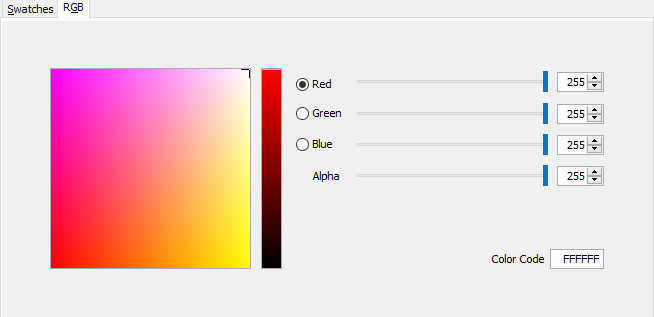 Swatches RGB
Red 255
Green 255
Blue 255
Alpha 255
Color Code FFFFFF